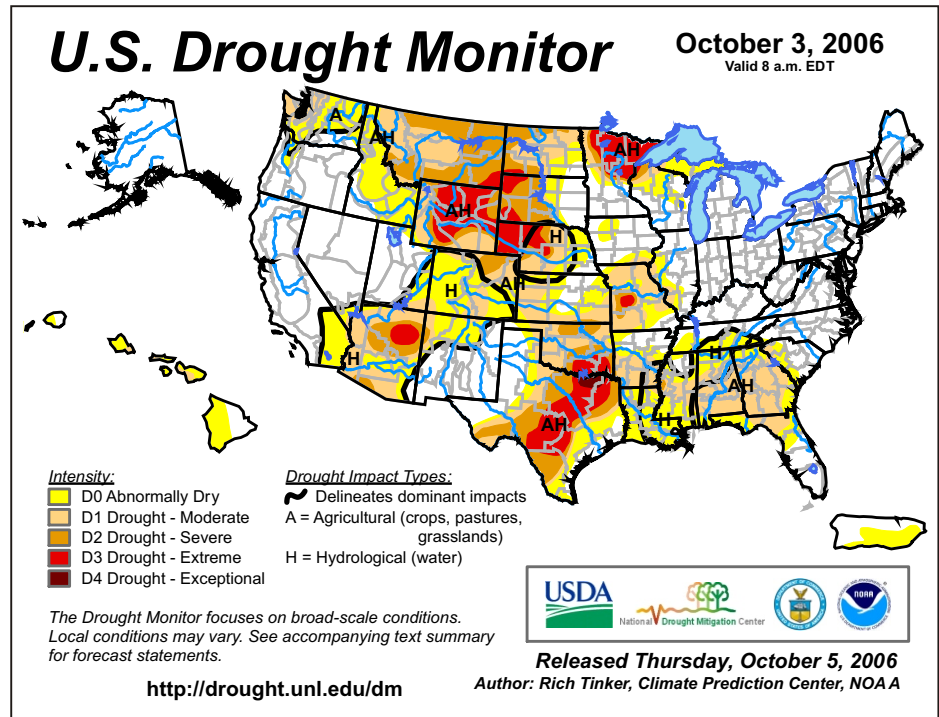 U.S. Drought Monitor
October 3, 2006
Valid 8 a.m. EDT
A
AH
AH
AH
H
H
AH
H
H
AH
H
AH
Intensity:
D0 Abnormally Dry
D1 Drought - Moderate
D2 Drought - Severe
D3 Drought - Extreme
D4 Drought - Exceptional
Drought Impact Types:
Delineates dominant impacts
A = Agricultural (crops, pastures,
grasslands)
H = Hydrological (water)
The Drought Monitor focuses on broad-scale conditions.
Local conditions may vary. See accompanying text summary
for forecast statements.
http://drought.unl.edu/dm
USDA
National Drought Mitigation Center
NOAA
Released Thursday, October 5, 2006
Author: Rich Tinker, Climate Prediction Center, NOAA